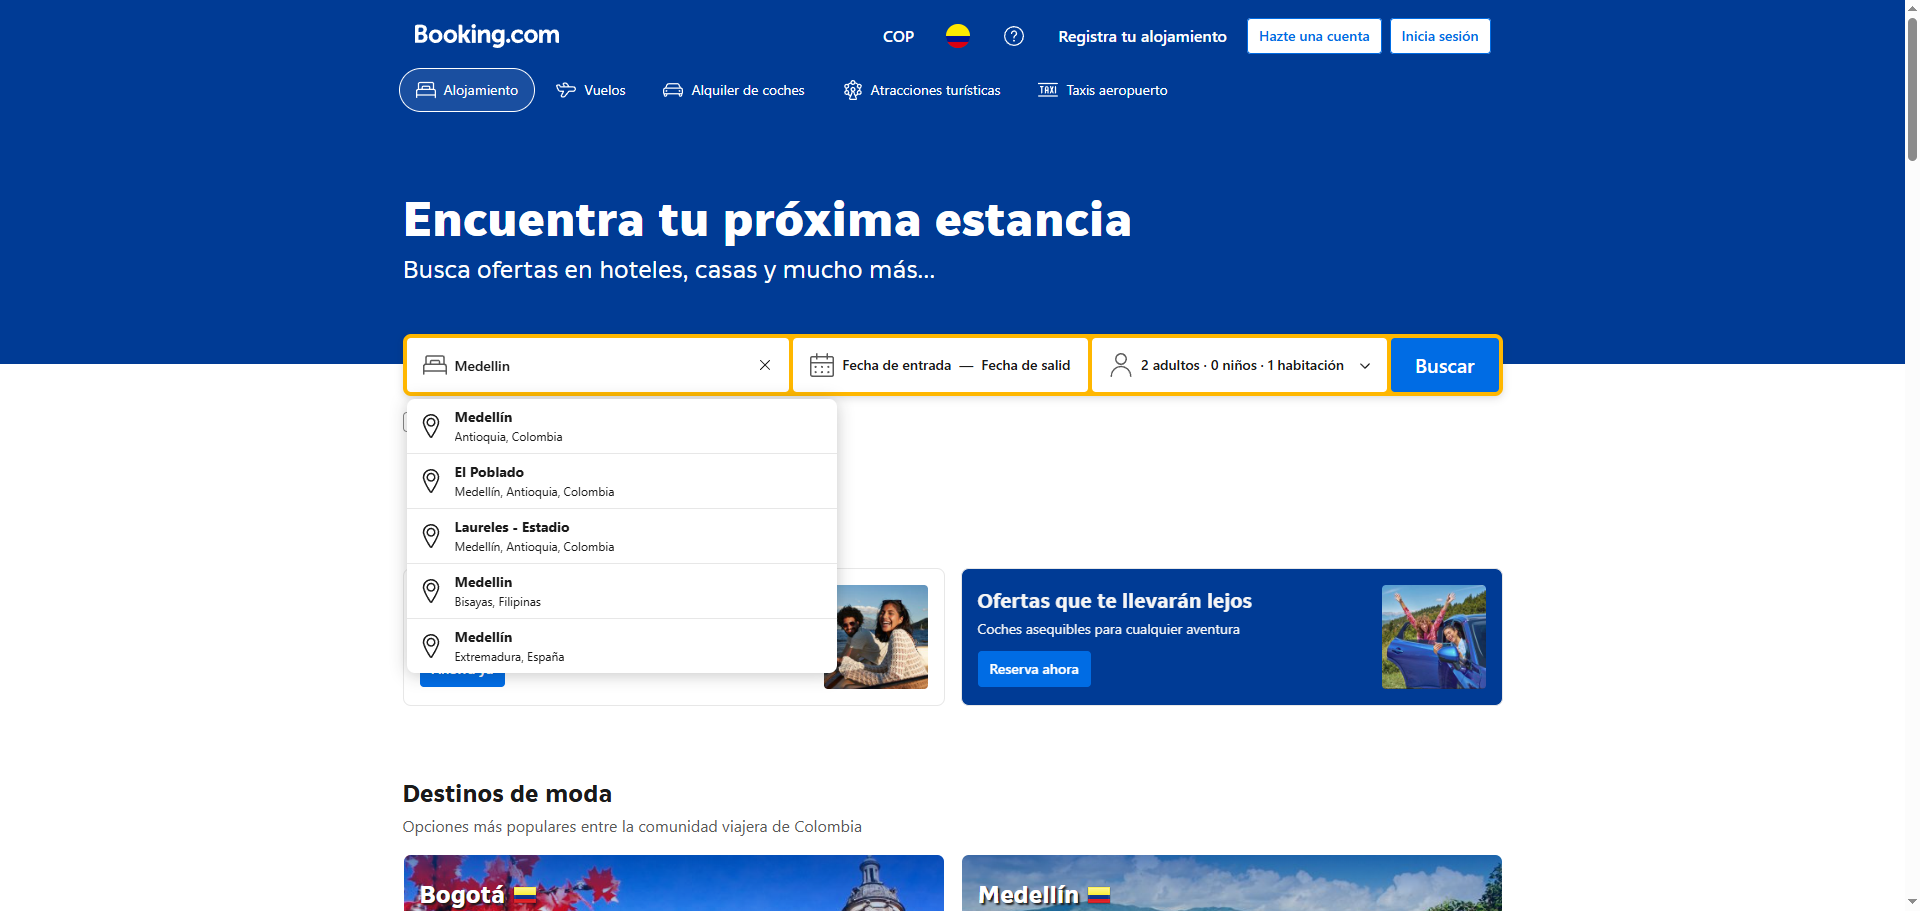 Booking.com
COP
Registra tu alojamiento
Hazte una cuenta
Inicia sesión
Alojamiento
Vuelos
Alquiler de coches
Atracciones turísticas
TAXI
Taxis aeropuerto
Encuentra tu próxima estancia
Busca ofertas en hoteles, casas y mucho más...
Medellin
Fecha de entrada — Fecha de salid
2 adultos · 0 niños · 1 habitación
Buscar
Medellín
Antioquia, Colombia
El Poblado
Medellín, Antioquia, Colombia
Laureles - Estadio
Medellín, Antioquia, Colombia
Medellin
Bisayas, Filipinas
Medellín
Extremadura, España
Ofertas que te llevarán lejos
Coches asequibles para cualquier aventura
Reserva ahora
Destinos de moda
Opciones más populares entre la comunidad viajera de Colombia
Bogotá
Medellín